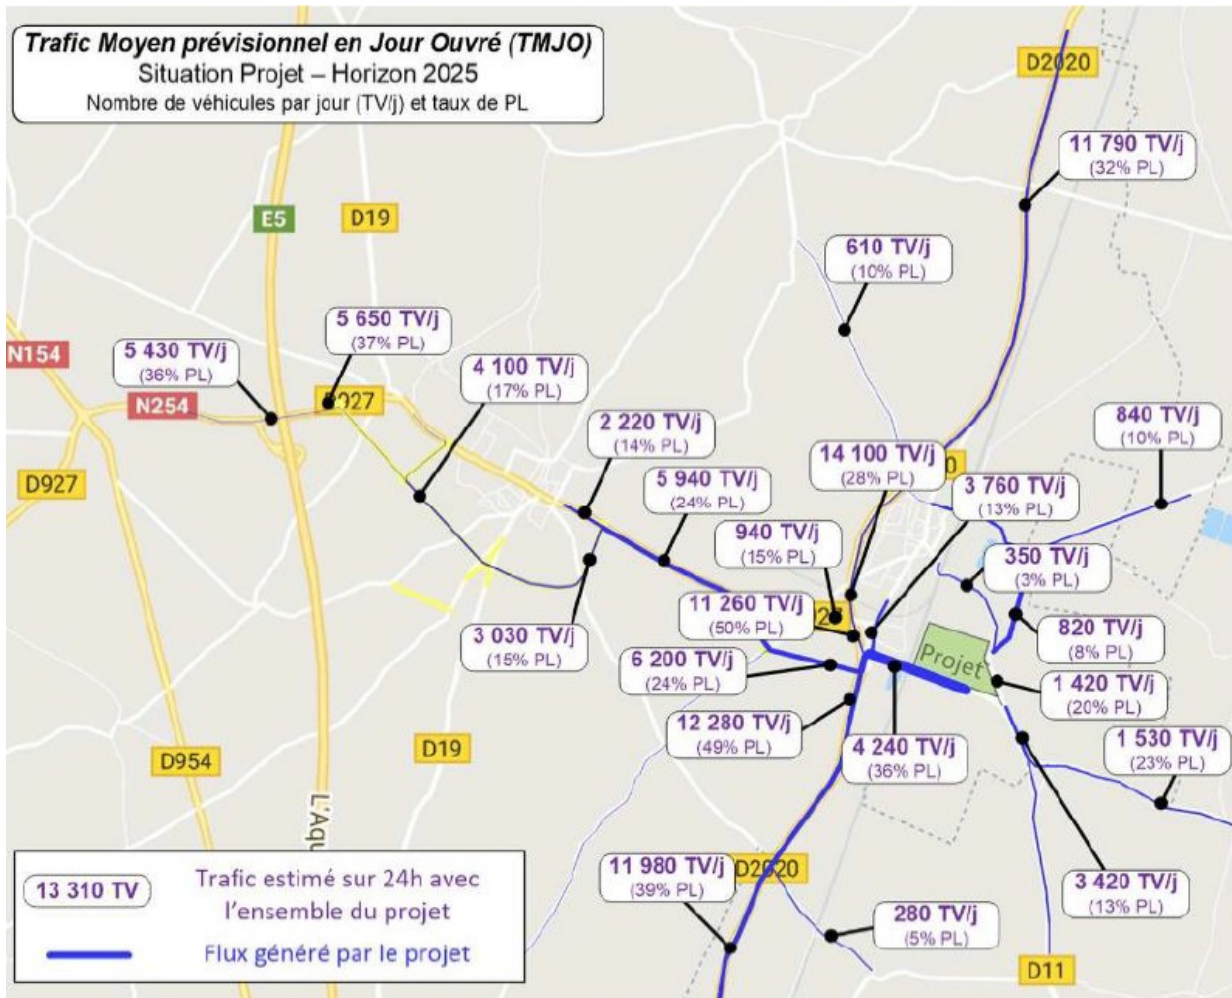 Trafic Moyen prévisionnel en Jour Ouvré (TMJO)
Situation Projet – Horizon 2025
Nombre de véhicules par jour (TV/j) et taux de PL
D2020
11 790 TV/j
(32% PL)
E5
D19
610 TV/j
(10% PL)
5 650 TV/j
(37% PL)
N154
5 430 TV/j
(36% PL)
4 100 TV/j
(17% PL)
N254
D927
2 220 TV/j
(14% PL)
840 TV/j
(10% PL)
14 100 TV/j
(28% PL)
0
D927
5 940 TV/j
(24% PL)
3 760 TV/j
(13% PL)
940 TV/j
(15% PL)
350 TV/j
(3% PL)
11 260 TV/j
(50% PL)
27
3 030 TV/j
(15% PL)
820 TV/j
(8% PL)
6 200 TV/j
(24% PL)
Projet
1 420 TV/j
(20% PL)
12 280 TV/j
(49% PL)
4 240 TV/j
(36% PL)
1 530 TV/j
(23% PL)
D19
D954
L'Aqu
11 980 TV/j
(39% PL)
D2020
3 420 TV/j
(13% PL)
280 TV/j
(5% PL)
D11
13 310 TV
Trafic estimé sur 24h avec
l'ensemble du projet
Flux généré par le projet